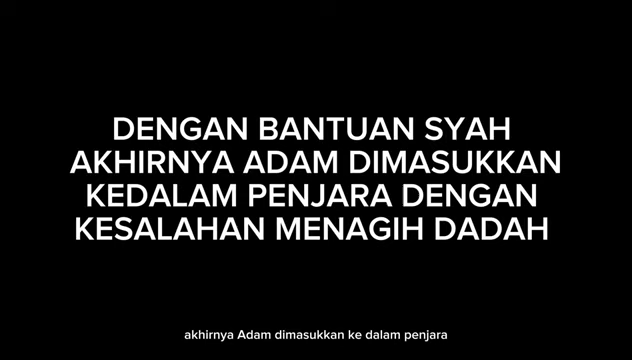 DENGAN BANTUAN SYAH
AKHIRNYA ADAM DIMASUKKAN
KEDALAM PENJARA DENGAN
KESALAHAN MENAGIH DADAH
akhirnya Adam dimasukkan ke dalam penjara